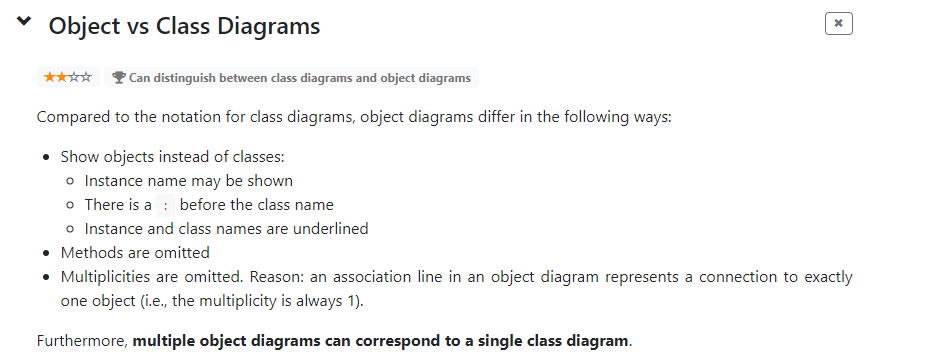 Object vs Class Diagrams
Can distinguish between class diagrams and object diagrams
Compared to the notation for class diagrams, object diagrams differ in the following ways:
• Show objects instead of classes:
◦ Instance name may be shown
◦ There is a : before the class name
◦ Instance and class names are underlined
• Methods are omitted
• Multiplicities are omitted. Reason: an association line in an object diagram represents a connection to exactly
one object (i.e., the multiplicity is always 1).
Furthermore, multiple object diagrams can correspond to a single class diagram.